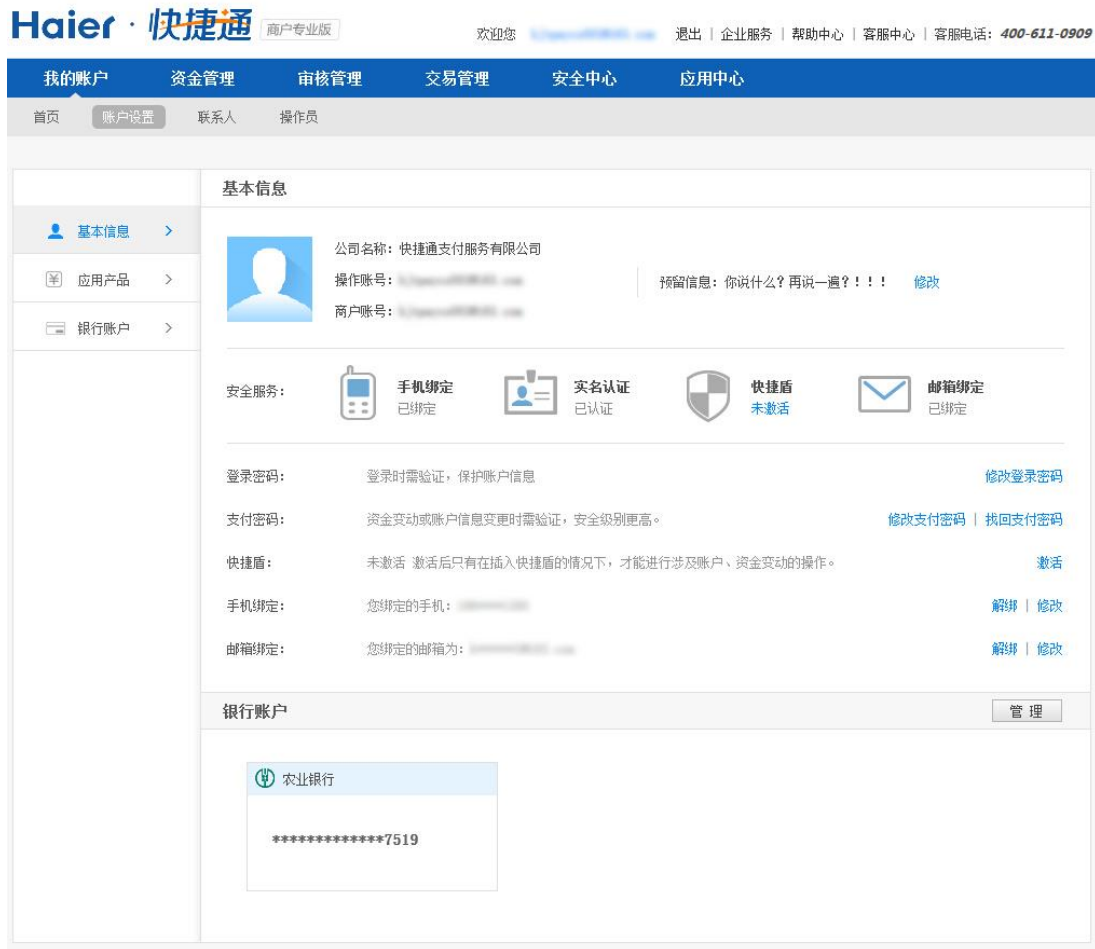 Haier · 快捷通 商户专业版
欢迎您 退出 | 企业服务 | 帮助中心 | 客服中心 | 客服电话：400-611-0909
我的账户 资金管理 审核管理 交易管理 安全中心 应用中心
首页 账户设置 联系人 操作员
基本信息
应用产品
银行账户
基本信息
公司名称：快捷通支付服务有限公司
操作账号：
商户账号：
预留信息：你说什么？再说一遍？！！！ 修改
安全服务：
手机绑定
已绑定
实名认证
已认证
快捷盾
未激活
邮箱绑定
已绑定
登录密码： 登录时需验证，保护账户信息 修改登录密码
支付密码： 资金变动或账户信息变更时需验证，安全级别更高。 修改支付密码 | 找回支付密码
快捷盾： 未激活 激活后只有在插入快捷盾的情况下，才能进行涉及账户、资金变动的操作。 激活
手机绑定： 您绑定的手机： 解绑 | 修改
邮箱绑定： 您绑定的邮箱为： 解绑 | 修改
银行账户 管 理
农业银行
*************7519